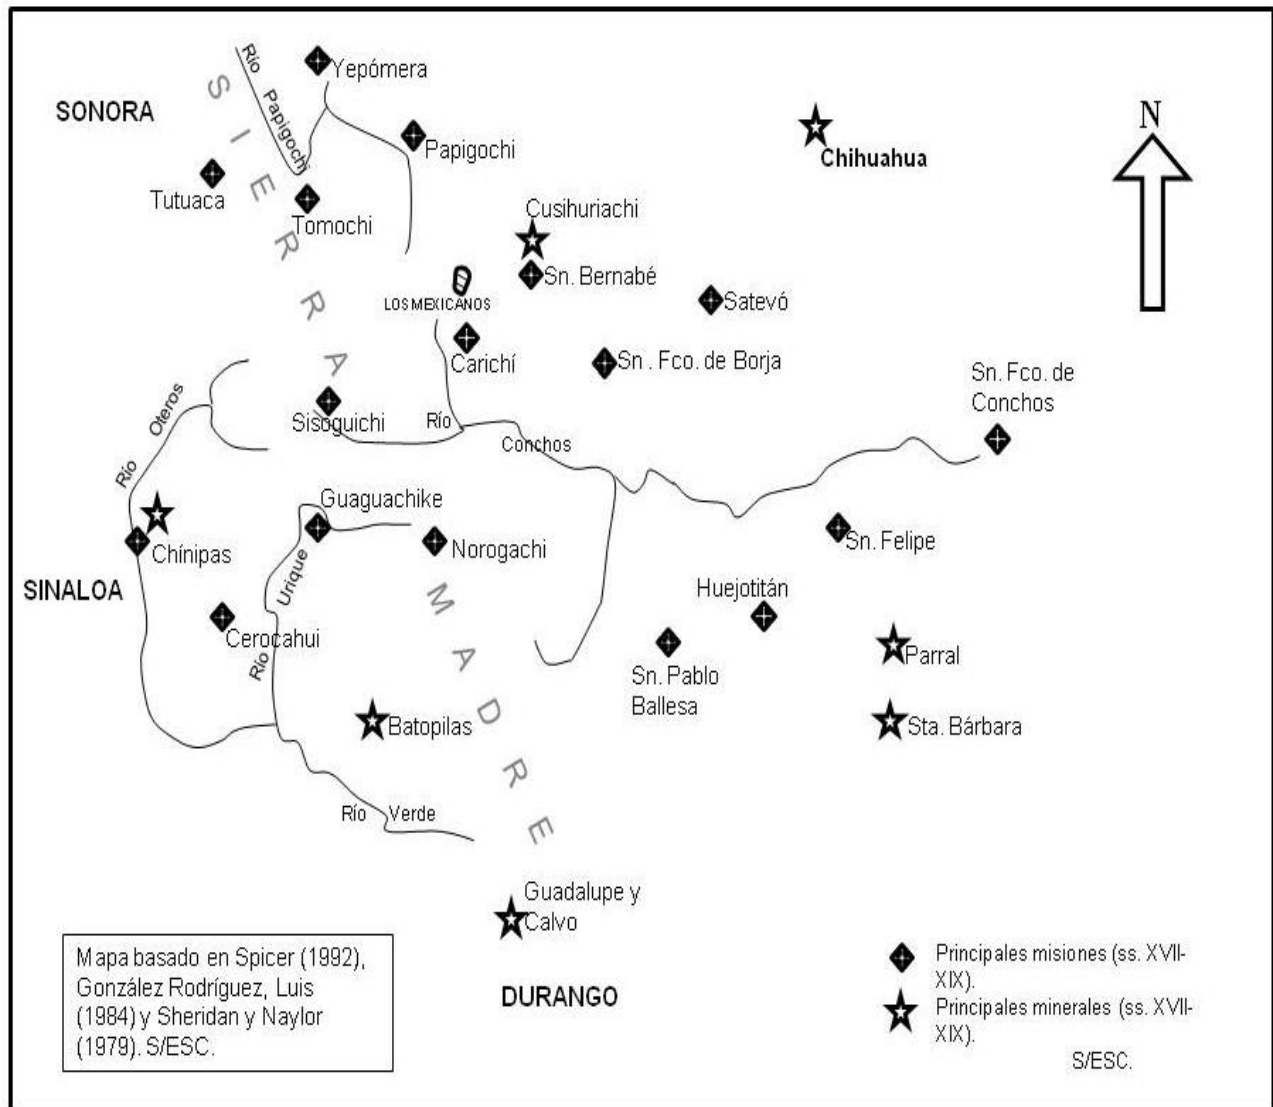 Yepómera
Río Papigochi
SONORA
Papigochi
N
Chihuahua
Tutuaca
Tomochi
Cusihuriachi
Sn. Bernabé
LOS MEXICANOS
Satevó
Carichí
Sn . Fco. de Borja
Sn. Fco. de
Conchos
SIERRA
Río Oteros
Sisoguichi
Río Conchos
Guaguachike
Chínipas
Norogachi
Sn. Felipe
SINALOA
Río Urique
Huejotitán
Cerocahui
MADRE
Parral
Sn. Pablo
Ballesa
Batopilas
Sta. Bárbara
Río Verde
Guadalupe y
Calvo
DURANGO
Mapa basado en Spicer (1992),
González Rodríguez, Luis
(1984) y Sheridan y Naylor
(1979). S/ESC.
Principales misiones (ss. XVII-
XIX).
Principales minerales (ss. XVII-
XIX).
S/ESC.